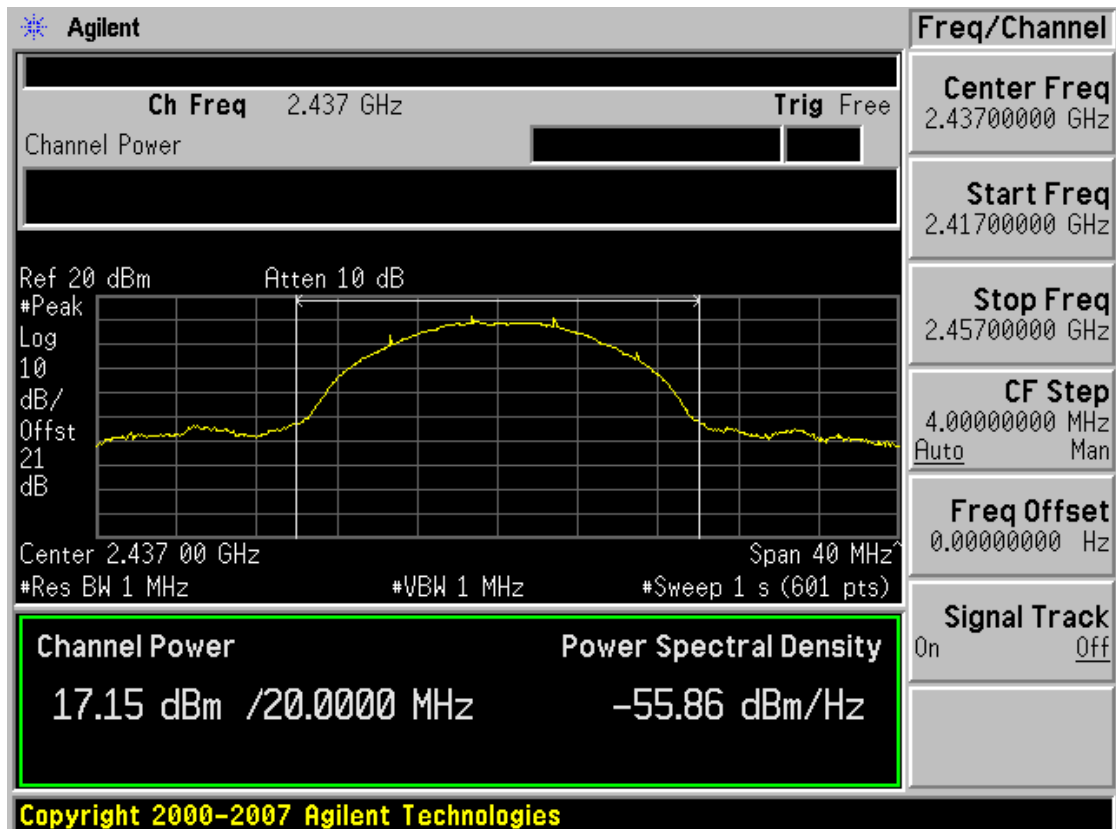 Agilent
Freq/Channel
Ch Freq 2.437 GHz Trig Free
Channel Power
Ref 20 dBm Atten 10 dB
#Peak
Log
10
dB/
Offst
21
dB
Center 2.437 00 GHz Span 40 MHz^
#Res BW 1 MHz #VBW 1 MHz #Sweep 1 s (601 pts)
Channel Power Power Spectral Density
17.15 dBm /20.0000 MHz -55.86 dBm/Hz
Center Freq
2.43700000 GHz
Start Freq
2.41700000 GHz
Stop Freq
2.45700000 GHz
CF Step
4.00000000 MHz
Auto Man
Freq Offset
0.00000000 Hz
Signal Track
On Off
Copyright 2000-2007 Agilent Technologies